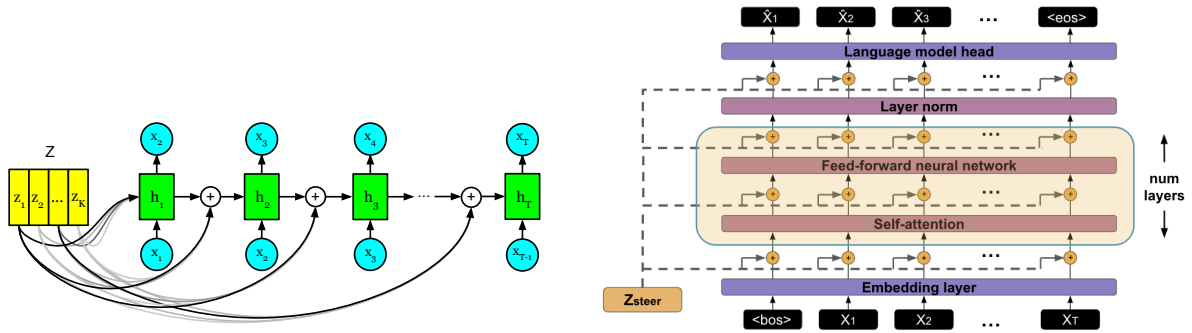 Z
z1 z2 ... zK
x2 x3 x4 xT
h1 + h2 + h3 ... + hT
x1 x2 x3 xT-1
X̂1 X̂2 X̂3 ... <eos>
Language model head
+ + + ... +
Layer norm
+ + + ... +
Feed-forward neural network
+ + + ... +
Self-attention
num
layers
+ + + ... +
Embedding layer
Zsteer
<bos> X1 X2 ... XT